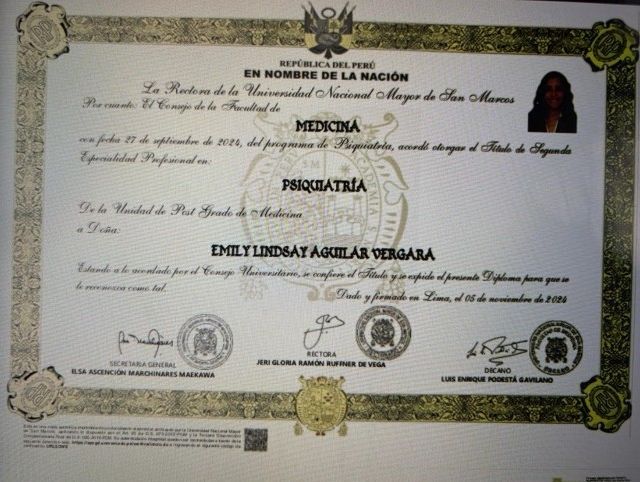 REPÚBLICA DEL PERÚ
EN NOMBRE DE LA NACIÓN
La Rectora de la Universidad Nacional Mayor de San Marcos
Por cuanto: El Consejo de la Facultad de
MEDICINA
con fecha 27 de septiembre de 2024, del programa de Psiquiatría, acordó otorgar el Título de Segunda
Especialidad Profesional en:
PSIQUIATRÍA
De la Unidad de Post Grado de Medicina
a Doña:
EMILY LINDSAY AGUILAR VERGARA
Estando a lo acordado por el Consejo Universitario, se confiere el Título y se expide el presente Diploma para que se
le reconozca como tal.
Dado y firmado en Lima, el 05 de noviembre de 2024
SECRETARIA GENERAL
ELSA ASCENCIÓN MARCHINARES MAEKAWA
RECTORA
JERI GLORIA RAMÓN RUFFNER DE VEGA
DECANO
LUIS ENRIQUE PODESTÁ GAVILANO